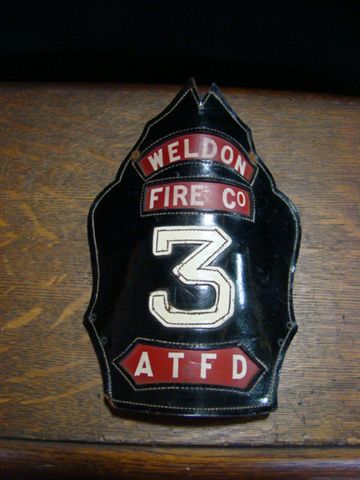 WELDON
FIRE Co
3
ATFD